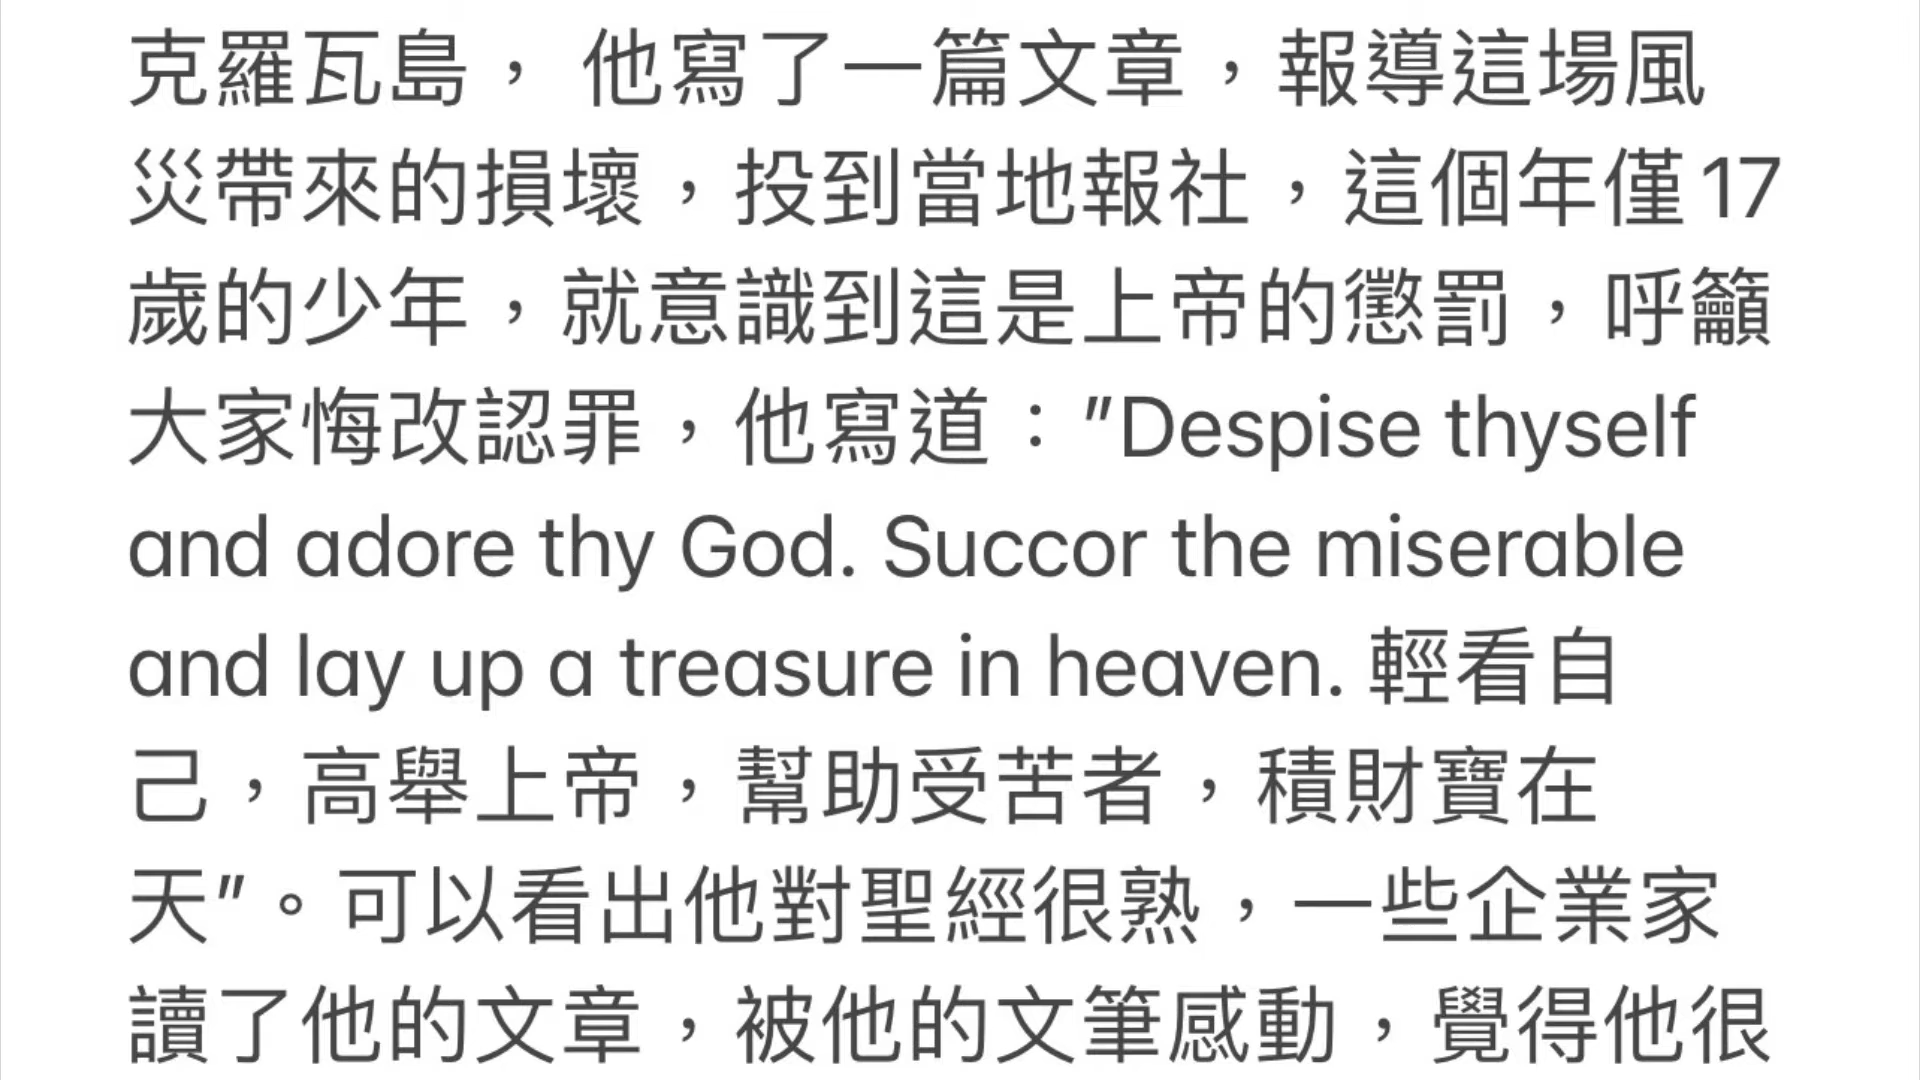 克羅瓦島， 他寫了一篇文章，報導這場風
災帶來的損壞，投到當地報社，這個年僅17
歲的少年，就意識到這是上帝的懲罰，呼籲
大家悔改認罪，他寫道："Despise thyself
and adore thy God. Succor the miserable
and lay up a treasure in heaven. 輕看自
己，高舉上帝，幫助受苦者，積財寶在
天"。可以看出他對聖經很熟，一些企業家
讀了他的文章，被他的文筆感動，覺得他很